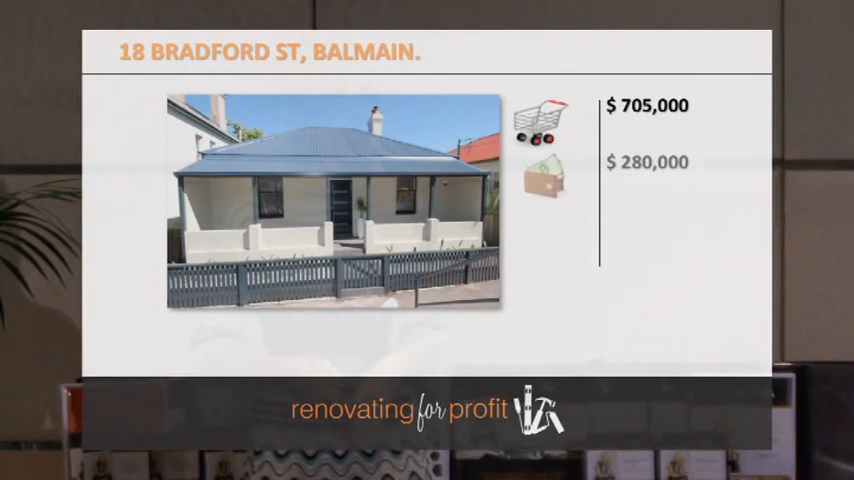 18 BRADFORD ST, BALMAIN.
$ 705,000
$ 280,000
renovating for profit